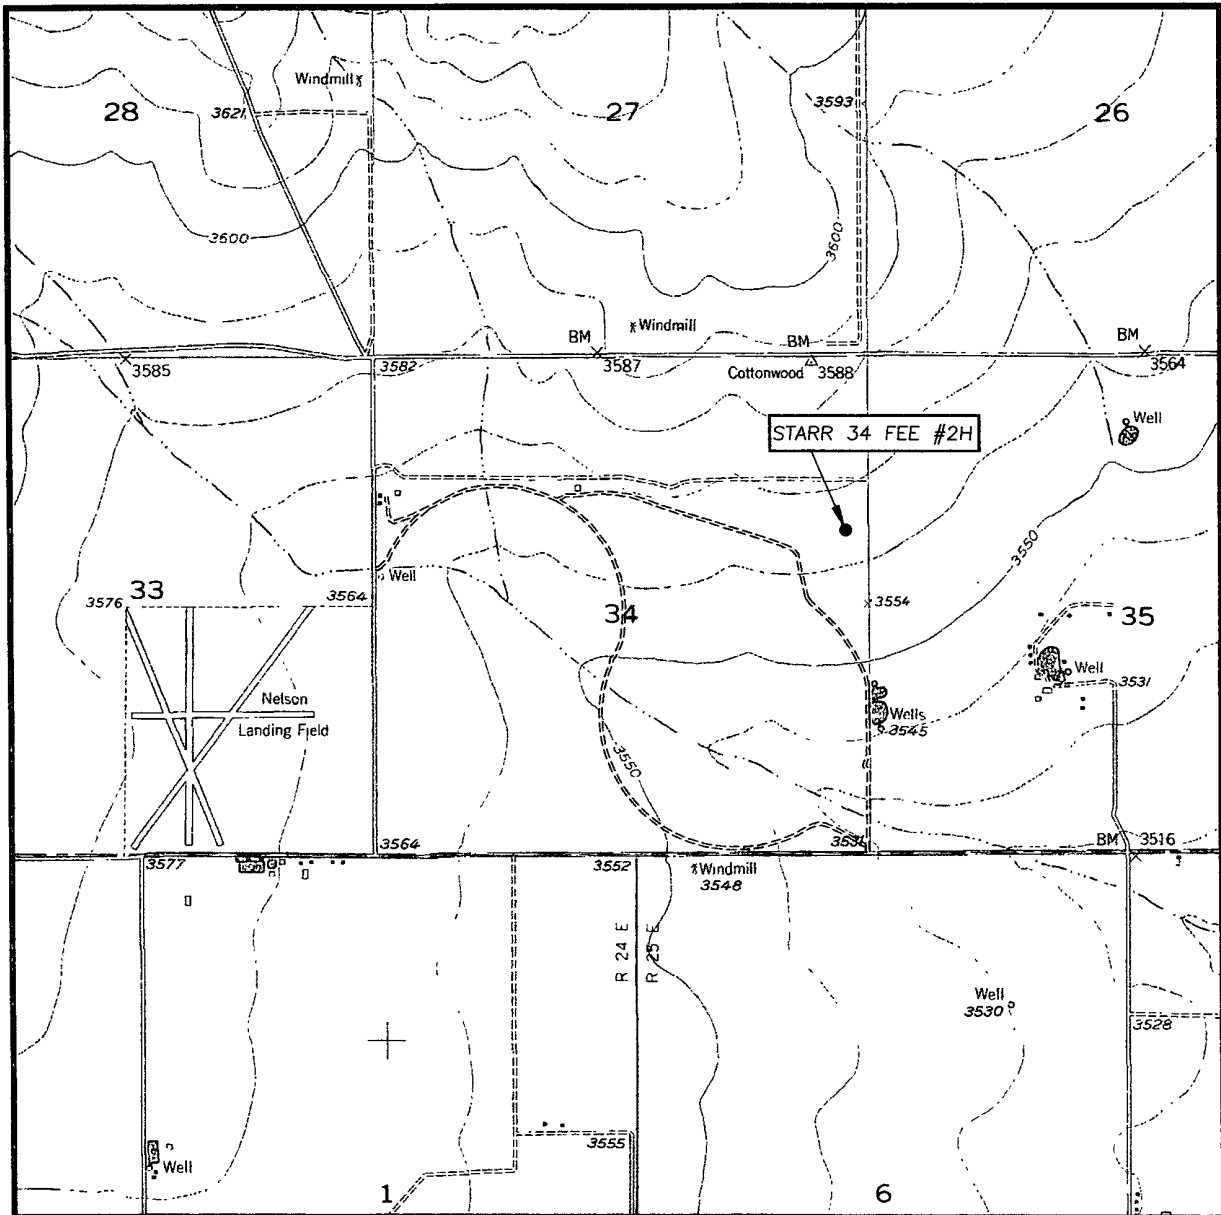 Windmill
28
3621
27
3593
26
3600
3600
Windmill
BM
BM
BM
3585
3582
3587
Cottonwood 3588
3564
STARR 34 FEE #2H
Well
3550
Well
33
3576
3564
34
3554
35
Well
3531
Nelson
Landing Field
Wells
3545
3550
3564
3531
BM 3516
3577
3552
Windmill
3548
R 24 E
R 25 E
Well
3530
3528
3555
Well
1
6